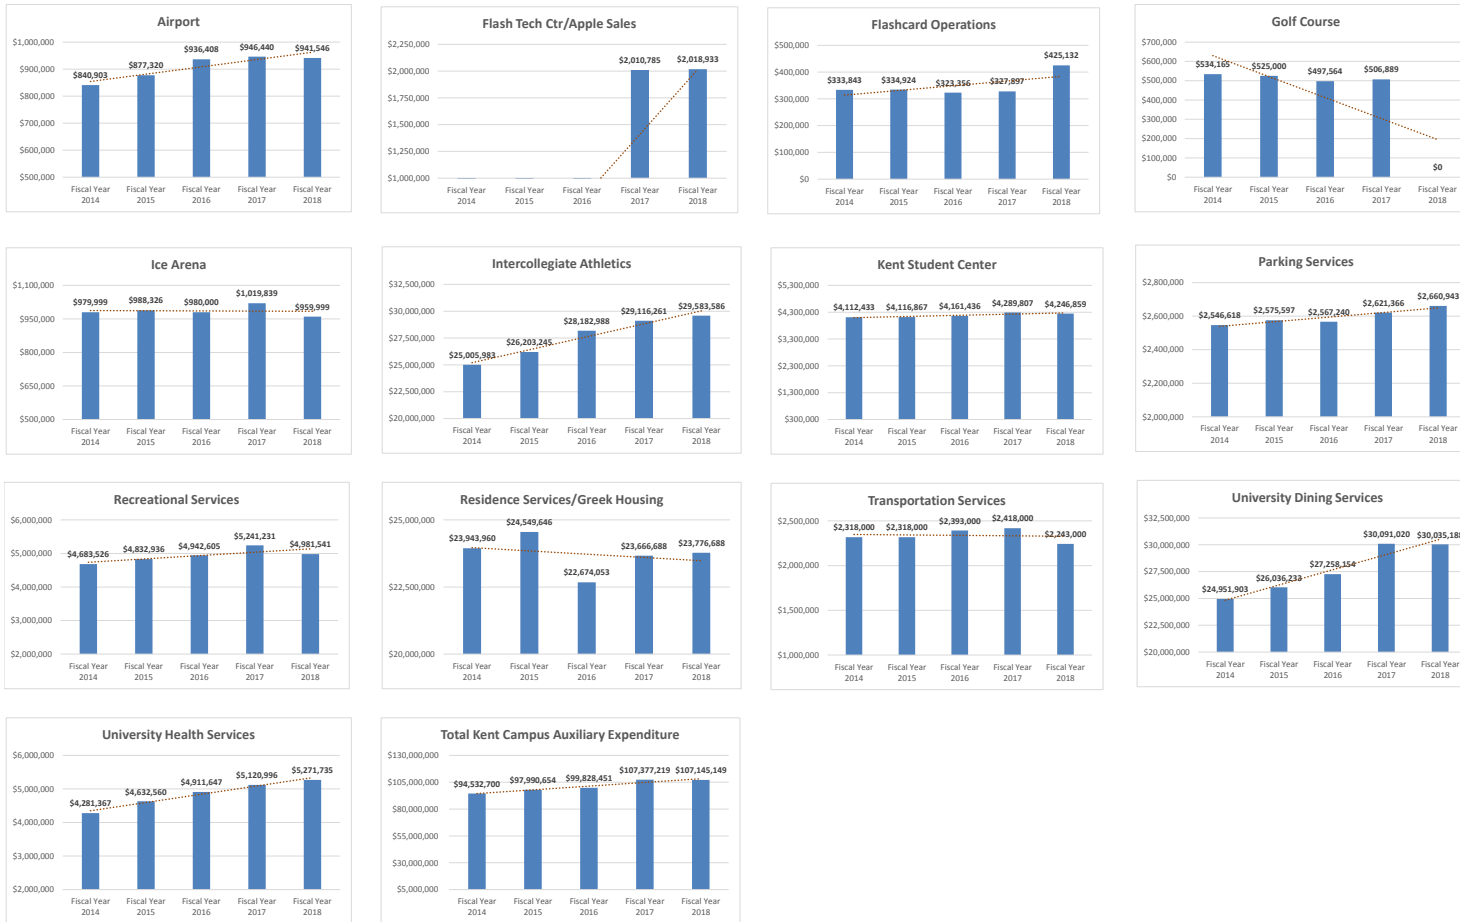 Airport
$1,000,000
$900,000
$800,000
$700,000
$600,000
$500,000
$840,903
$877,320
$936,408
$946,440
$941,546
Fiscal Year 2014
Fiscal Year 2015
Fiscal Year 2016
Fiscal Year 2017
Fiscal Year 2018
Flash Tech Ctr/Apple Sales
$2,250,000
$2,000,000
$1,750,000
$1,500,000
$1,250,000
$1,000,000
$2,010,785
$2,018,933
Fiscal Year 2014
Fiscal Year 2015
Fiscal Year 2016
Fiscal Year 2017
Fiscal Year 2018
Flashcard Operations
$500,000
$400,000
$300,000
$200,000
$100,000
$0
$333,843
$334,924
$323,356
$327,897
$425,132
Fiscal Year 2014
Fiscal Year 2015
Fiscal Year 2016
Fiscal Year 2017
Fiscal Year 2018
Golf Course
$700,000
$600,000
$500,000
$400,000
$300,000
$200,000
$100,000
$0
$534,165
$525,000
$497,564
$506,889
$0
Fiscal Year 2014
Fiscal Year 2015
Fiscal Year 2016
Fiscal Year 2017
Fiscal Year 2018
Ice Arena
$1,100,000
$950,000
$800,000
$650,000
$500,000
$979,999
$988,326
$980,000
$1,019,839
$959,999
Fiscal Year 2014
Fiscal Year 2015
Fiscal Year 2016
Fiscal Year 2017
Fiscal Year 2018
Intercollegiate Athletics
$32,500,000
$30,000,000
$27,500,000
$25,000,000
$22,500,000
$20,000,000
$25,005,983
$26,203,245
$28,182,988
$29,116,261
$29,583,586
Fiscal Year 2014
Fiscal Year 2015
Fiscal Year 2016
Fiscal Year 2017
Fiscal Year 2018
Kent Student Center
$5,300,000
$4,300,000
$3,300,000
$2,300,000
$1,300,000
$300,000
$4,112,433
$4,116,867
$4,161,436
$4,289,807
$4,246,859
Fiscal Year 2014
Fiscal Year 2015
Fiscal Year 2016
Fiscal Year 2017
Fiscal Year 2018
Parking Services
$2,800,000
$2,600,000
$2,400,000
$2,200,000
$2,000,000
$2,546,618
$2,575,597
$2,567,240
$2,621,366
$2,660,943
Fiscal Year 2014
Fiscal Year 2015
Fiscal Year 2016
Fiscal Year 2017
Fiscal Year 2018
Recreational Services
$6,000,000
$5,000,000
$4,000,000
$3,000,000
$2,000,000
$4,683,526
$4,832,936
$4,942,605
$5,241,231
$4,981,541
Fiscal Year 2014
Fiscal Year 2015
Fiscal Year 2016
Fiscal Year 2017
Fiscal Year 2018
Residence Services/Greek Housing
$25,000,000
$22,500,000
$20,000,000
$23,943,960
$24,549,646
$22,674,053
$23,666,688
$23,776,688
Fiscal Year 2014
Fiscal Year 2015
Fiscal Year 2016
Fiscal Year 2017
Fiscal Year 2018
Transportation Services
$2,500,000
$2,000,000
$1,500,000
$1,000,000
$2,318,000
$2,318,000
$2,393,000
$2,418,000
$2,243,000
Fiscal Year 2014
Fiscal Year 2015
Fiscal Year 2016
Fiscal Year 2017
Fiscal Year 2018
University Dining Services
$32,500,000
$30,000,000
$27,500,000
$25,000,000
$22,500,000
$20,000,000
$24,951,903
$26,036,233
$27,258,154
$30,091,020
$30,035,188
Fiscal Year 2014
Fiscal Year 2015
Fiscal Year 2016
Fiscal Year 2017
Fiscal Year 2018
University Health Services
$6,000,000
$5,000,000
$4,000,000
$3,000,000
$2,000,000
$4,281,367
$4,632,560
$4,911,647
$5,120,996
$5,271,735
Fiscal Year 2014
Fiscal Year 2015
Fiscal Year 2016
Fiscal Year 2017
Fiscal Year 2018
Total Kent Campus Auxiliary Expenditure
$130,000,000
$105,000,000
$80,000,000
$55,000,000
$30,000,000
$5,000,000
$94,532,700
$97,990,654
$99,828,451
$107,377,219
$107,145,149
Fiscal Year 2014
Fiscal Year 2015
Fiscal Year 2016
Fiscal Year 2017
Fiscal Year 2018